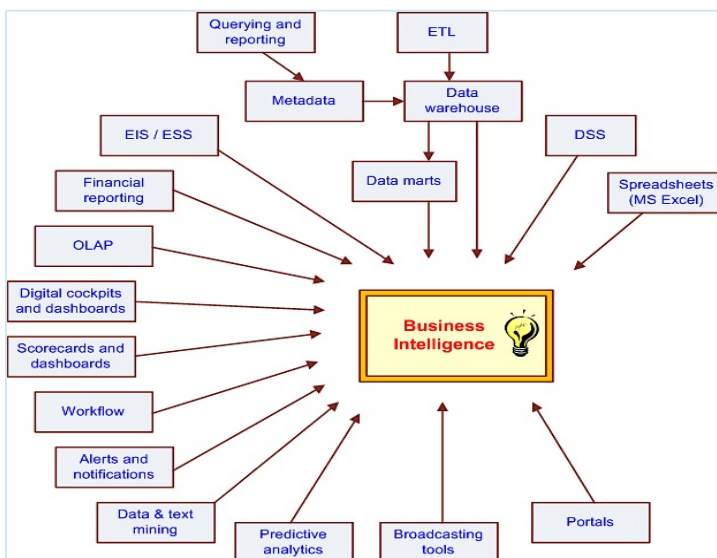 Querying and
reporting
ETL
Metadata
Data
warehouse
EIS / ESS
DSS
Data marts
Financial
reporting
Spreadsheets
(MS Excel)
OLAP
Digital cockpits
and dashboards
Business
Intelligence
Scorecards and
dashboards
Workflow
Alerts and
notifications
Data & text
mining
Predictive
analytics
Broadcasting
tools
Portals